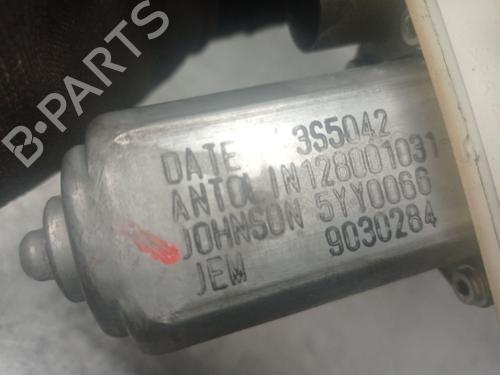 B-PARTS
DATE 3S5042
ANTOLIN 128001031
JOHNSON 5YY0066
JEM 9030284